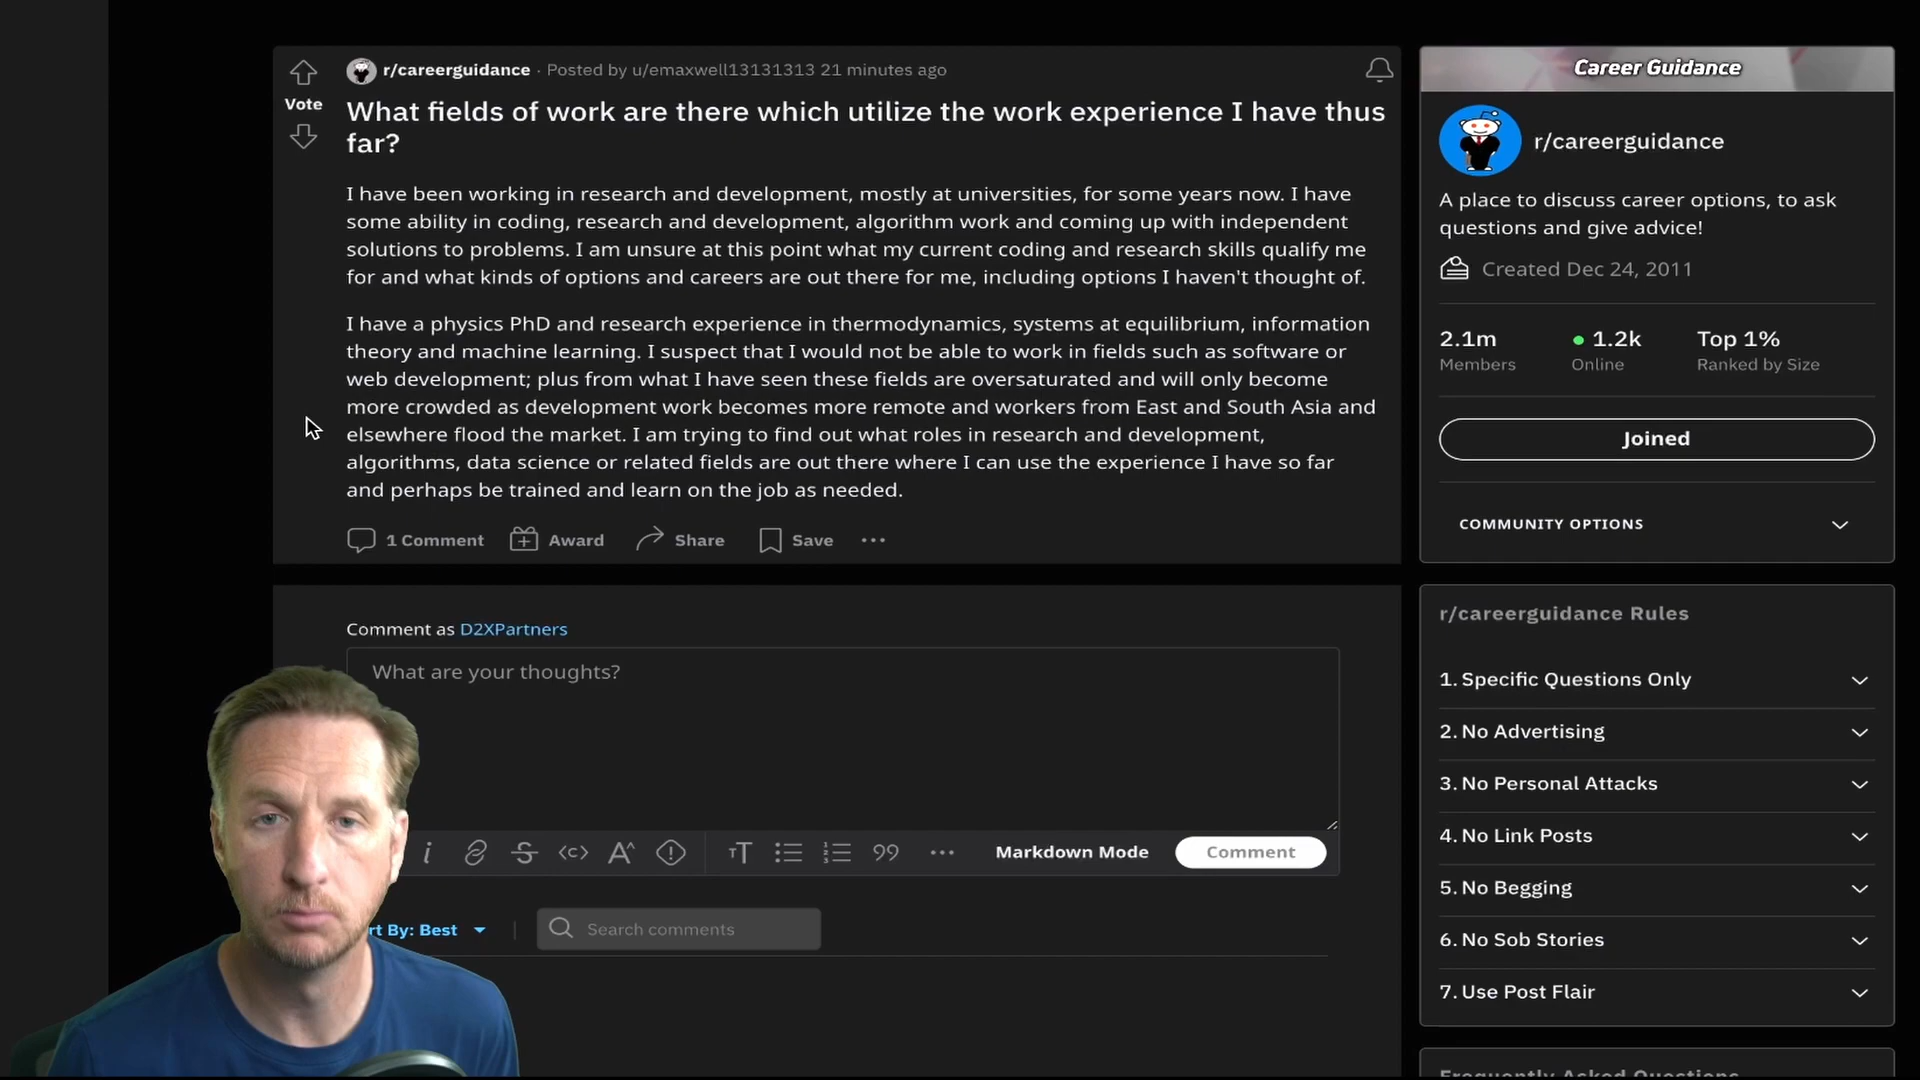 r/careerguidance · Posted by u/emaxwell13131313 21 minutes ago
Vote
What fields of work are there which utilize the work experience I have thus
far?
I have been working in research and development, mostly at universities, for some years now. I have
some ability in coding, research and development, algorithm work and coming up with independent
solutions to problems. I am unsure at this point what my current coding and research skills qualify me
for and what kinds of options and careers are out there for me, including options I haven't thought of.
I have a physics PhD and research experience in thermodynamics, systems at equilibrium, information
theory and machine learning. I suspect that I would not be able to work in fields such as software or
web development; plus from what I have seen these fields are oversaturated and will only become
more crowded as development work becomes more remote and workers from East and South Asia and
elsewhere flood the market. I am trying to find out what roles in research and development,
algorithms, data science or related fields are out there where I can use the experience I have so far
and perhaps be trained and learn on the job as needed.
1 Comment Award Share Save
Comment as D2XPartners
What are your thoughts?
Markdown Mode Comment
rt By: Best
Search comments
Career Guidance
r/careerguidance
A place to discuss career options, to ask
questions and give advice!
Created Dec 24, 2011
2.1m 1.2k Top 1%
Members Online Ranked by Size
Joined
COMMUNITY OPTIONS
r/careerguidance Rules
1. Specific Questions Only
2. No Advertising
3. No Personal Attacks
4. No Link Posts
5. No Begging
6. No Sob Stories
7. Use Post Flair
Frequently Asked Questions